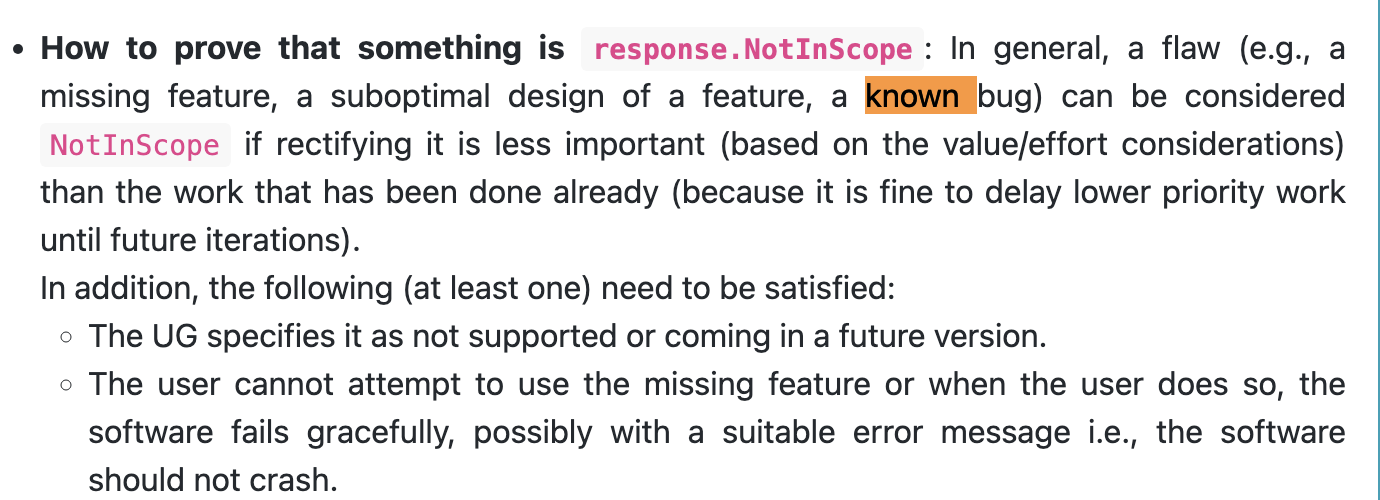 • How to prove that something is response.NotInScope : In general, a flaw (e.g., a
missing feature, a suboptimal design of a feature, a known bug) can be considered
NotInScope if rectifying it is less important (based on the value/effort considerations)
than the work that has been done already (because it is fine to delay lower priority work
until future iterations).
In addition, the following (at least one) need to be satisfied:
◦ The UG specifies it as not supported or coming in a future version.
◦ The user cannot attempt to use the missing feature or when the user does so, the
software fails gracefully, possibly with a suitable error message i.e., the software
should not crash.